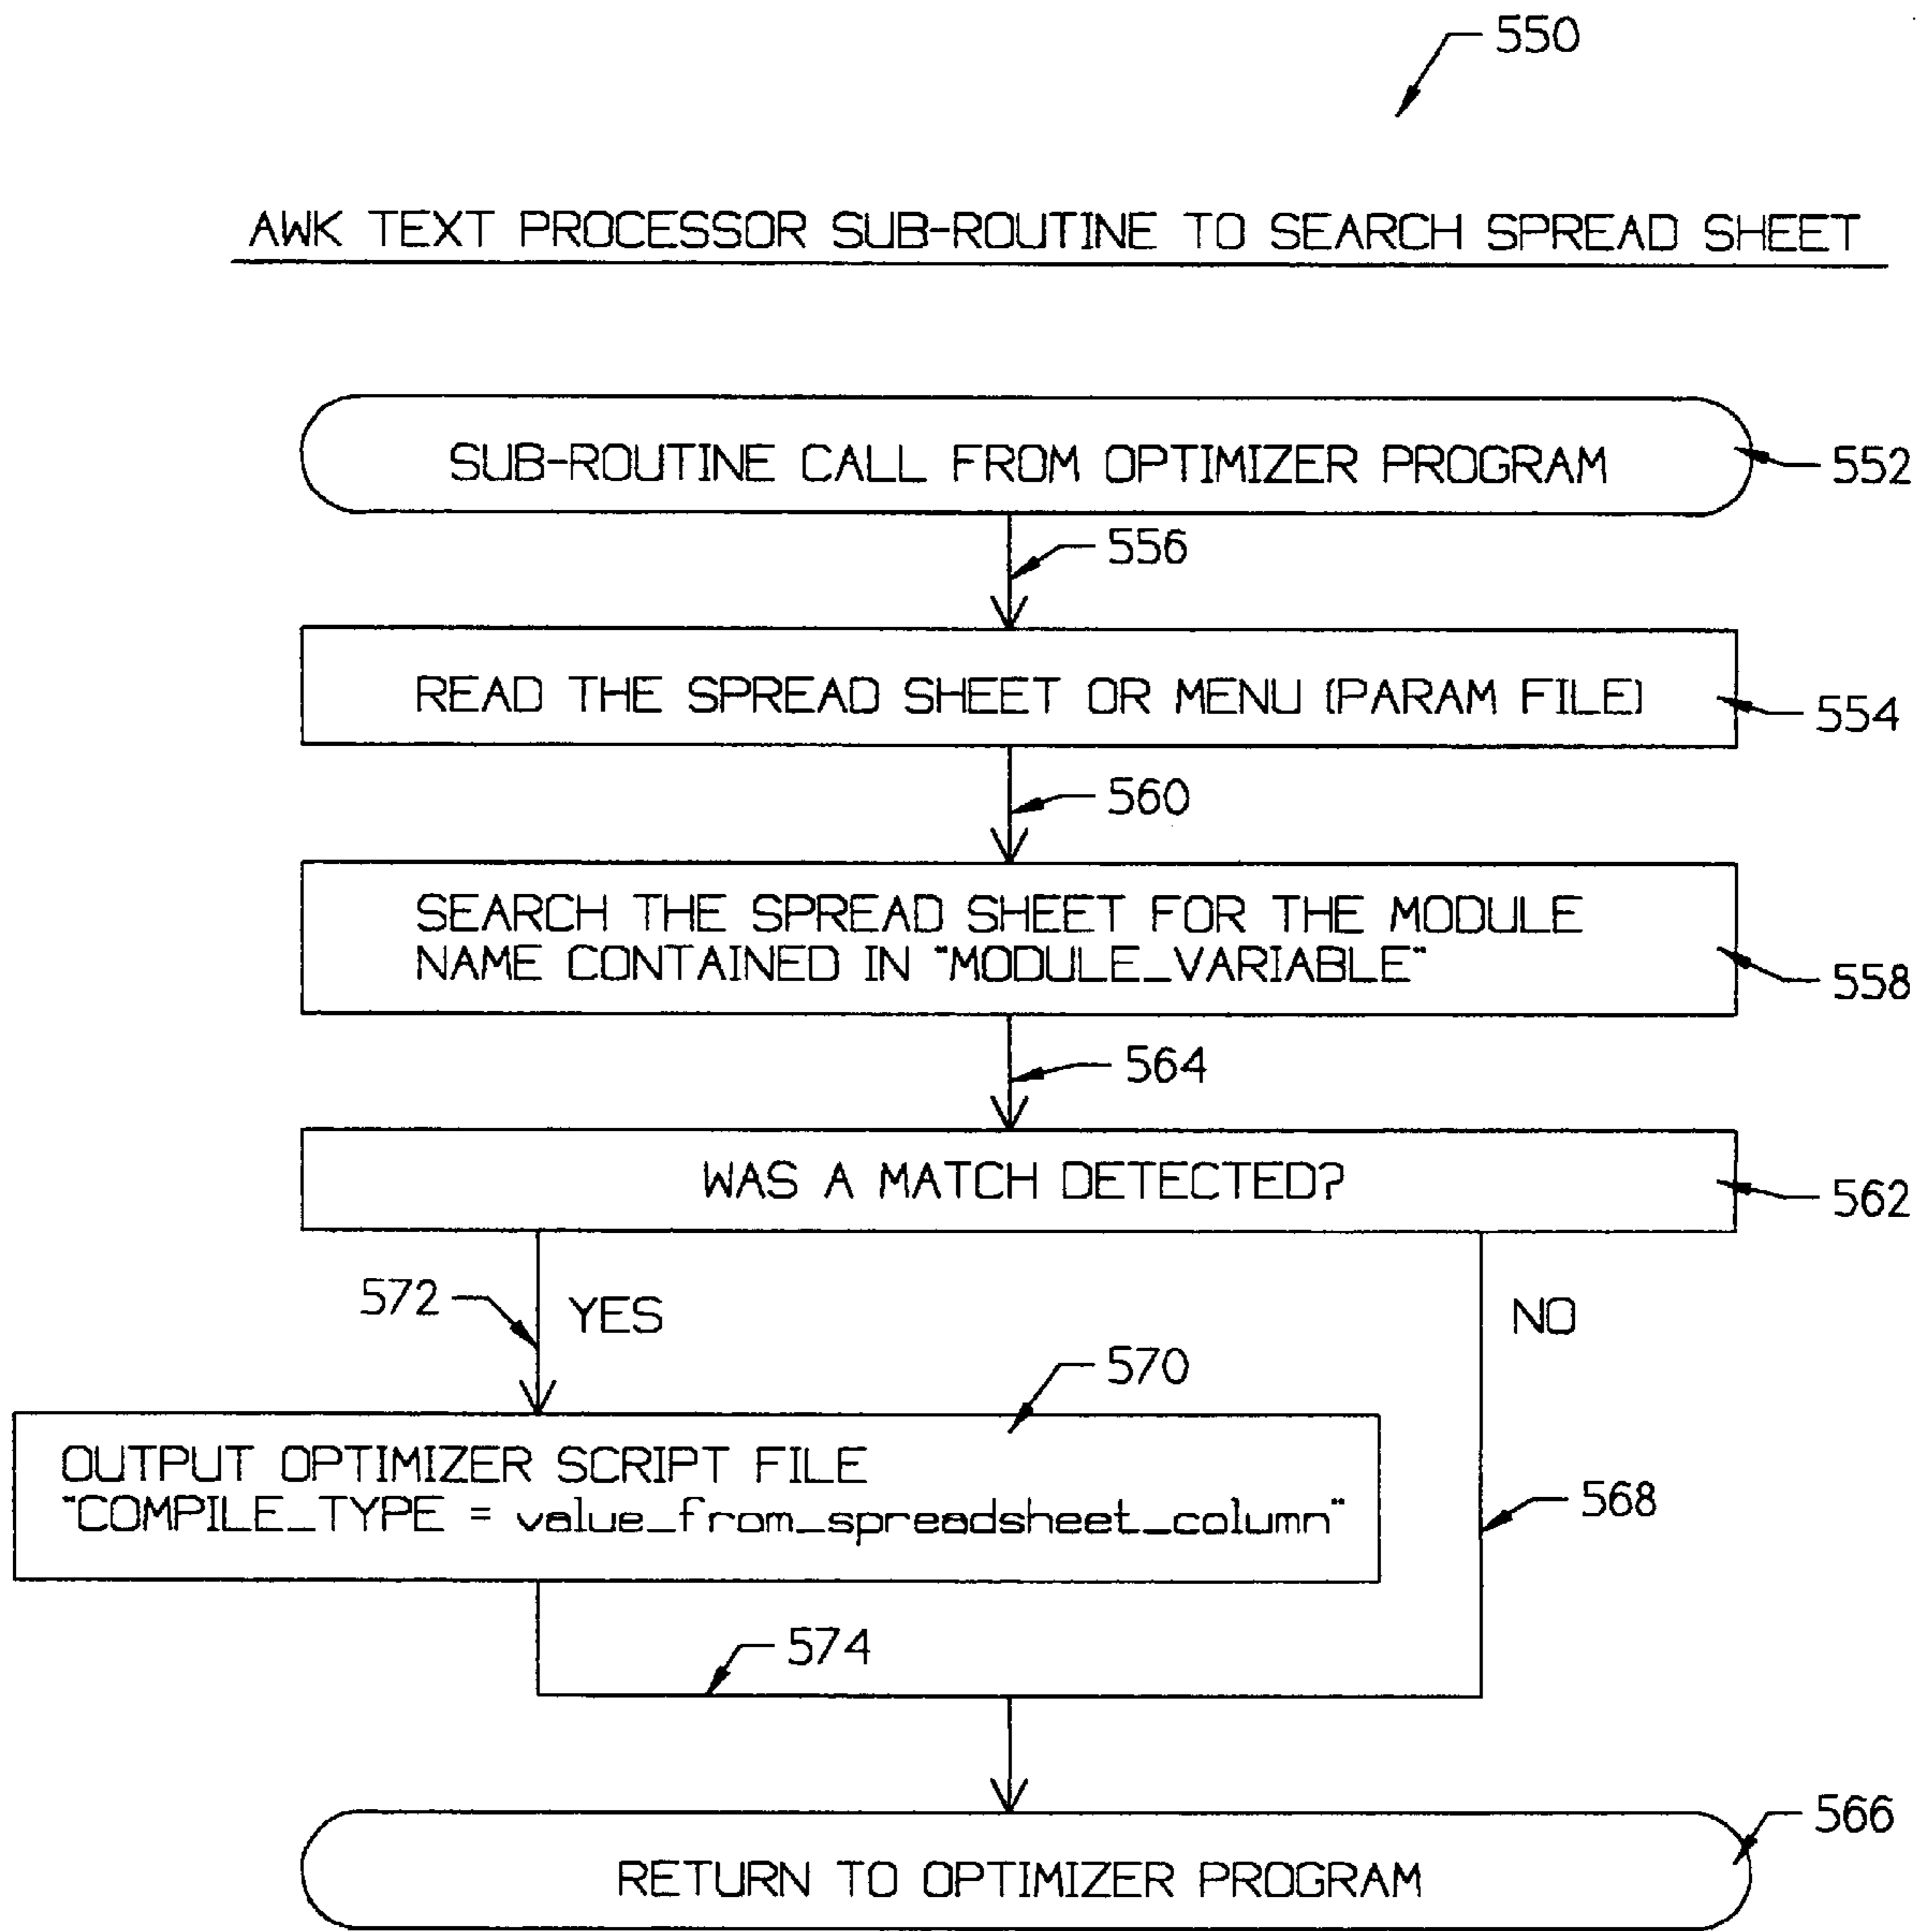 550
AWK TEXT PROCESSOR SUB-ROUTINE TO SEARCH SPREAD SHEET
SUB-ROUTINE CALL FROM OPTIMIZER PROGRAM
552
556
READ THE SPREAD SHEET OR MENU (PARAM FILE)
554
560
SEARCH THE SPREAD SHEET FOR THE MODULE
NAME CONTAINED IN "MODULE_VARIABLE"
558
564
WAS A MATCH DETECTED?
562
572
YES
NO
570
OUTPUT OPTIMIZER SCRIPT FILE
"COMPILE_TYPE = value_from_spreadsheet_column"
568
574
566
RETURN TO OPTIMIZER PROGRAM